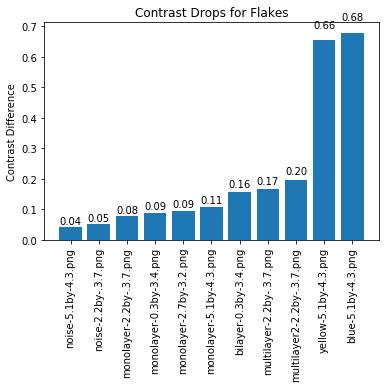 Contrast Drops for Flakes
Contrast Difference
0.7
0.6
0.5
0.4
0.3
0.2
0.1
0.0
0.04
0.05
0.08
0.09
0.09
0.11
0.16
0.17
0.20
0.66
0.68
noise-5.1by-4.3.png
noise-2.2by-.3.7.png
monolayer-2.2by-.3.7.png
monolayer-0.3by-3.4.png
monolayer-2.7by-3.2.png
monolayer-5.1by-4.3.png
bilayer-0.3by-3.4.png
multilayer-2.2by-.3.7.png
multilayer2-2.2by-.3.7.png
yellow-5.1by-4.3.png
blue-5.1by-4.3.png